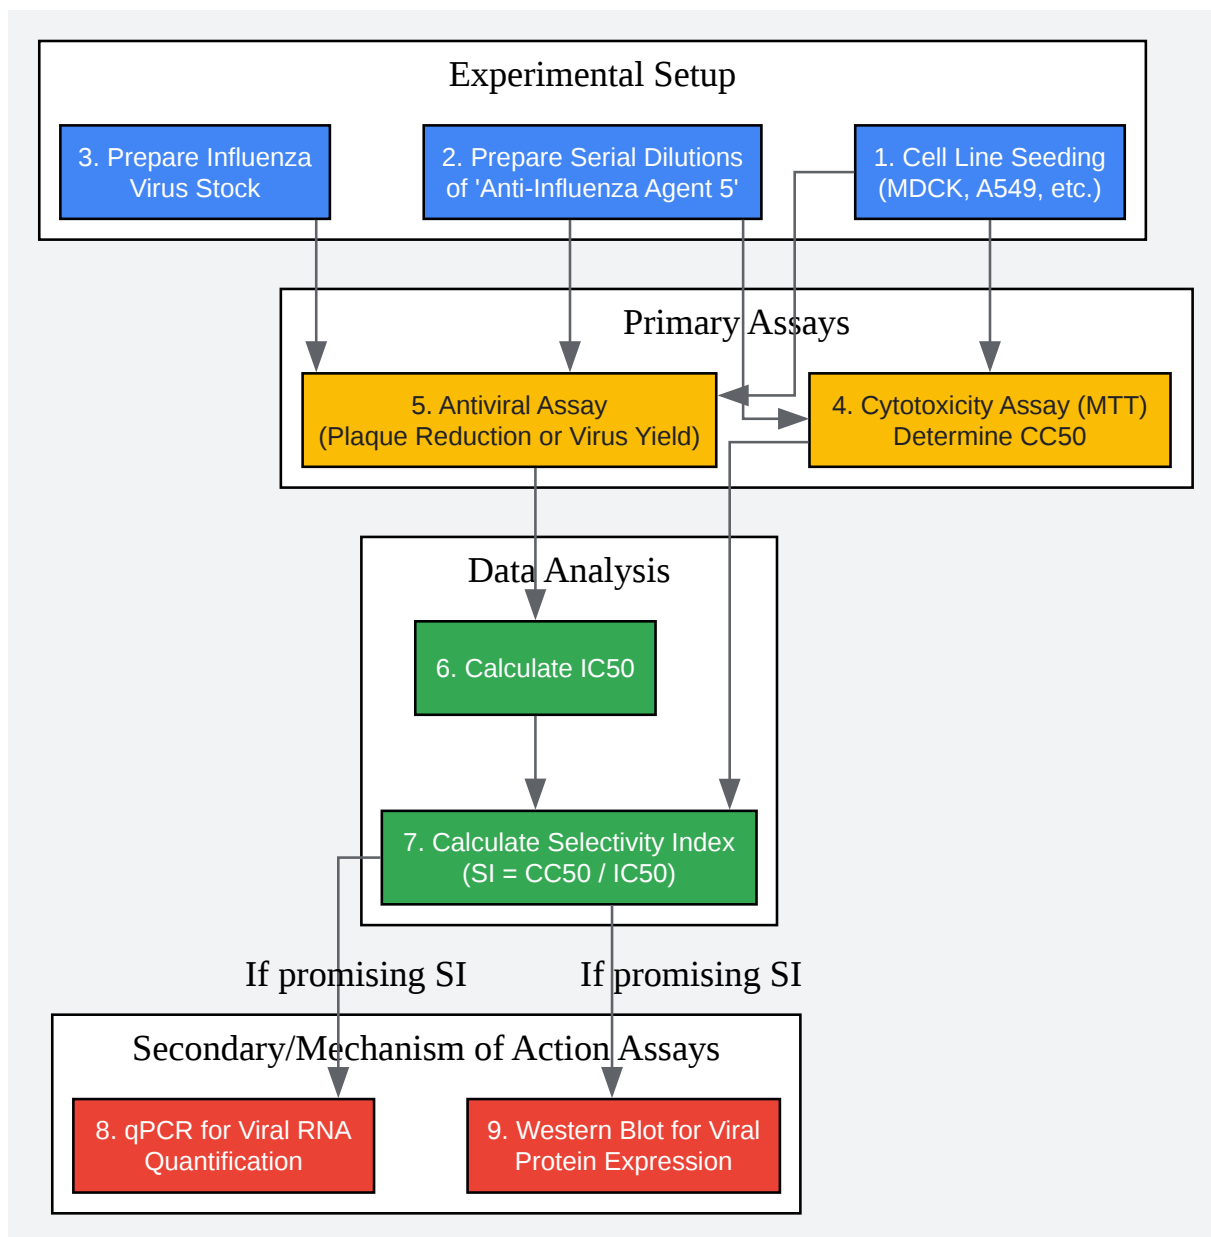 Experimental Setup
3. Prepare Influenza
Virus Stock
2. Prepare Serial Dilutions
of 'Anti-Influenza Agent 5'
1. Cell Line Seeding
(MDCK, A549, etc.)
Primary Assays
5. Antiviral Assay
(Plaque Reduction or Virus Yield)
4. Cytotoxicity Assay (MTT)
Determine CC50
Data Analysis
6. Calculate IC50
7. Calculate Selectivity Index
(SI = CC50 / IC50)
If promising SI
If promising SI
Secondary/Mechanism of Action Assays
8. qPCR for Viral RNA
Quantification
9. Western Blot for Viral
Protein Expression